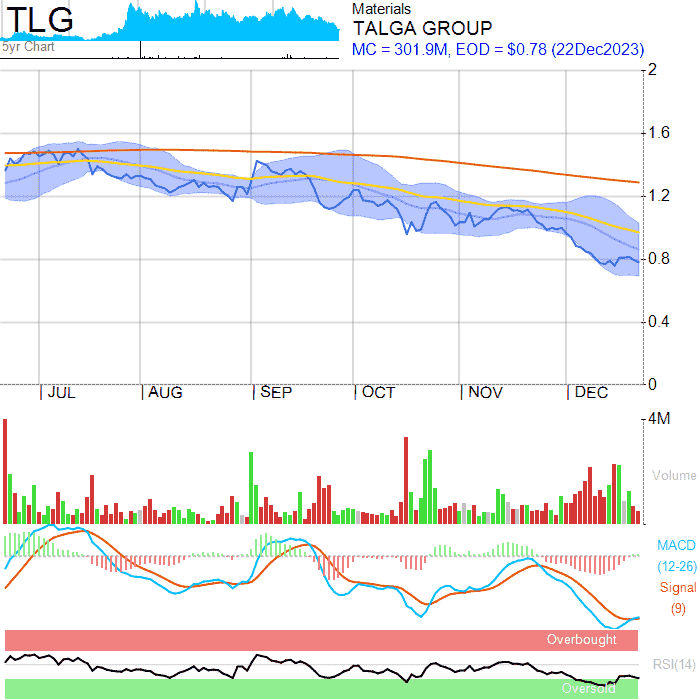 TLG
5yr Chart
Materials
TALGA GROUP
MC = 301.9M, EOD = $0.78 (22Dec2023)
2
1.6
1.2
0.8
0.4
0
JUL AUG SEP OCT NOV DEC
4M
Volume
MACD
(12-26)
Signal
(9)
Overbought
RSI(14)
Oversold